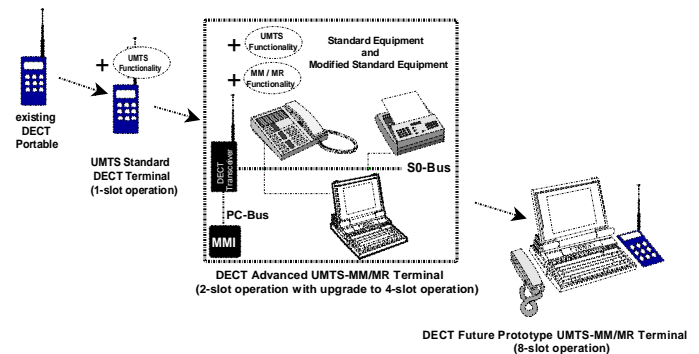 existing
DECT
Portable
+
UMTS
Functionality
UMTS Standard
DECT Terminal
(1-slot operation)
+
UMTS
Functionality
+
MM / MR
Functionality
Standard Equipment
and
Modified Standard Equipment
DECT
Transceiver
S0-Bus
PC-Bus
MMI
DECT Advanced UMTS-MM/MR Terminal
(2-slot operation with upgrade to 4-slot operation)
DECT Future Prototype UMTS-MM/MR Terminal
(8-slot operation)